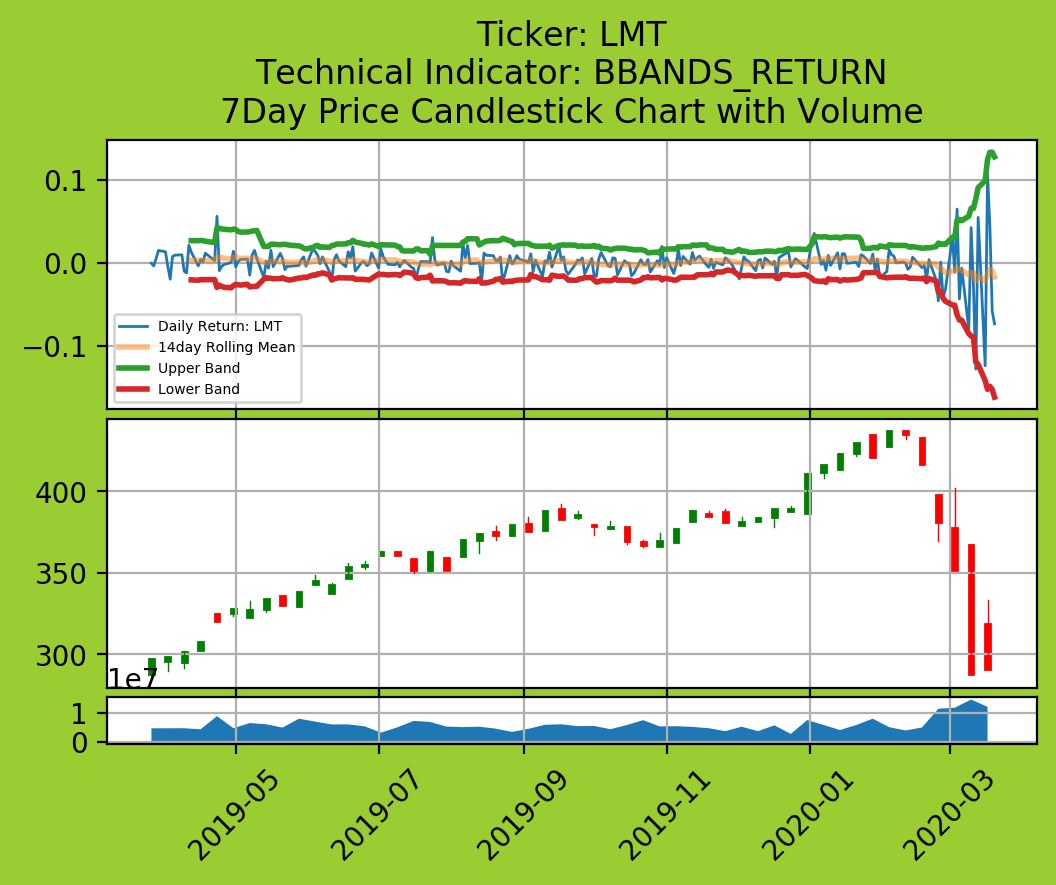 Ticker: LMT
Technical Indicator: BBANDS_RETURN
7Day Price Candlestick Chart with Volume
0.1
0.0
−0.1
Daily Return: LMT
14day Rolling Mean
Upper Band
Lower Band
400
350
300
1e7
1
0
2019-05
2019-07
2019-09
2019-11
2020-01
2020-03